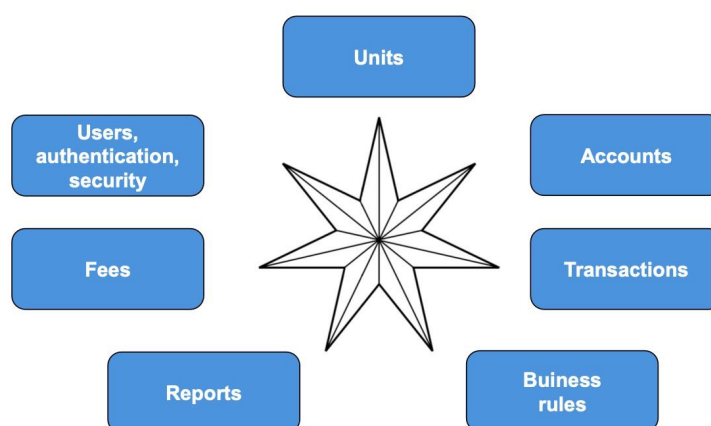 Units
Users,
authentication,
security
Accounts
Fees
Transactions
Reports
Buiness
rules